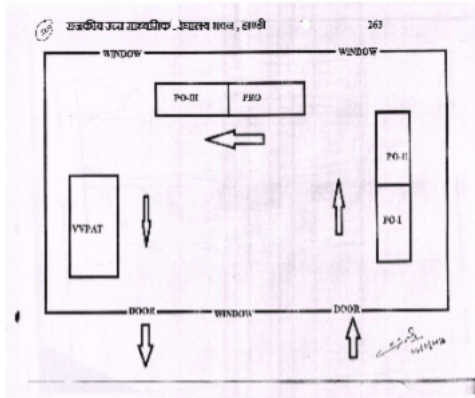 राजकीय उच्च माध्यमिक विद्यालय भवन , हाण्डी 263
WINDOW WINDOW
PO-III PRO
PO-II
PO-I
VVPAT
DOOR WINDOW DOOR